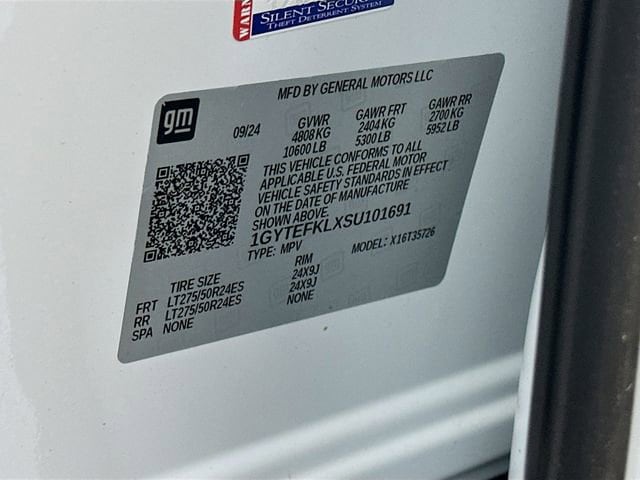 WARN
SILENT SECUR
THEFT DETERRENT SYSTEM
MFD BY GENERAL MOTORS LLC
gm
09/24
GVWR GAWR FRT GAWR RR
4808 KG 2404 KG 2700 KG
10600 LB 5300 LB 5952 LB
THIS VEHICLE CONFORMS TO ALL
APPLICABLE U.S. FEDERAL MOTOR
VEHICLE SAFETY STANDARDS IN EFFECT
ON THE DATE OF MANUFACTURE
SHOWN ABOVE.
1GYTEFKLXSU101691
TYPE: MPV MODEL: X16T35726
TIRE SIZE RIM
FRT LT275/50R24ES 24X9J
RR LT275/50R24ES 24X9J
SPA NONE NONE